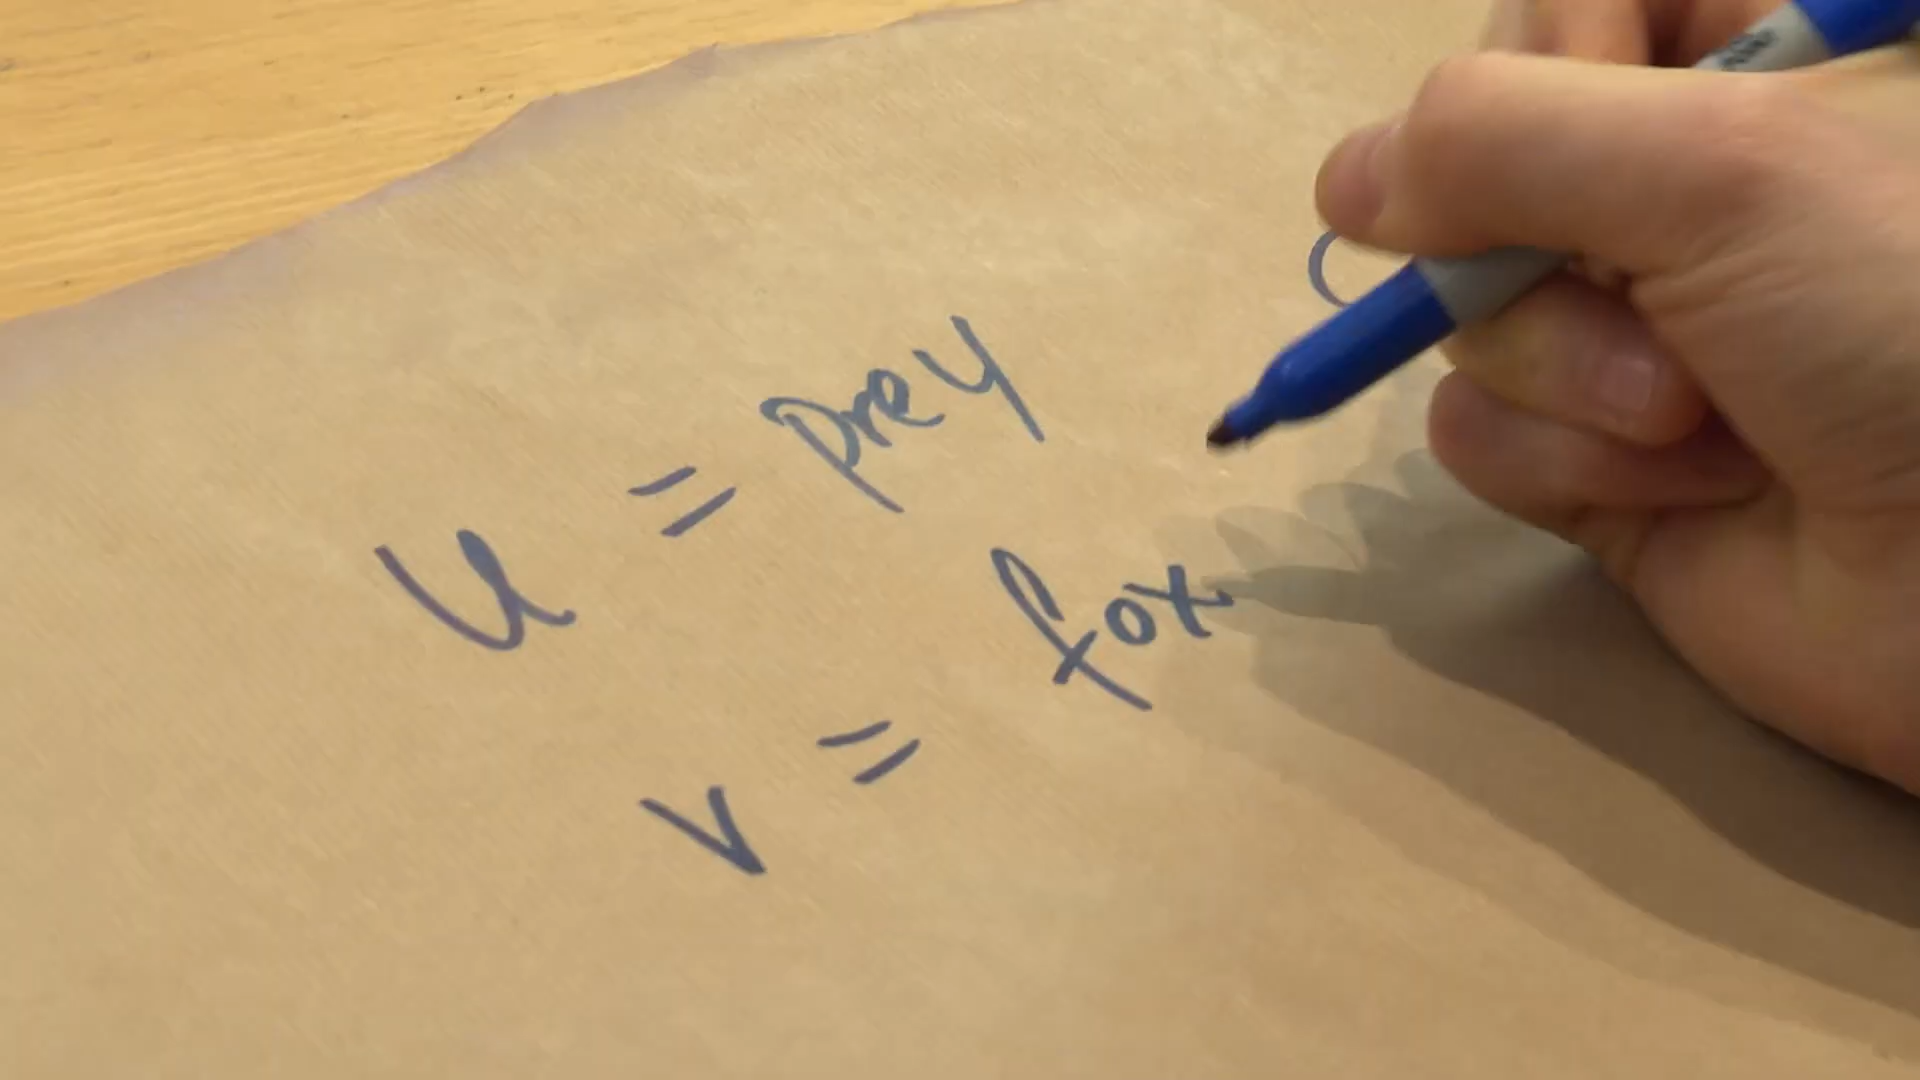 u = prey
v = fox